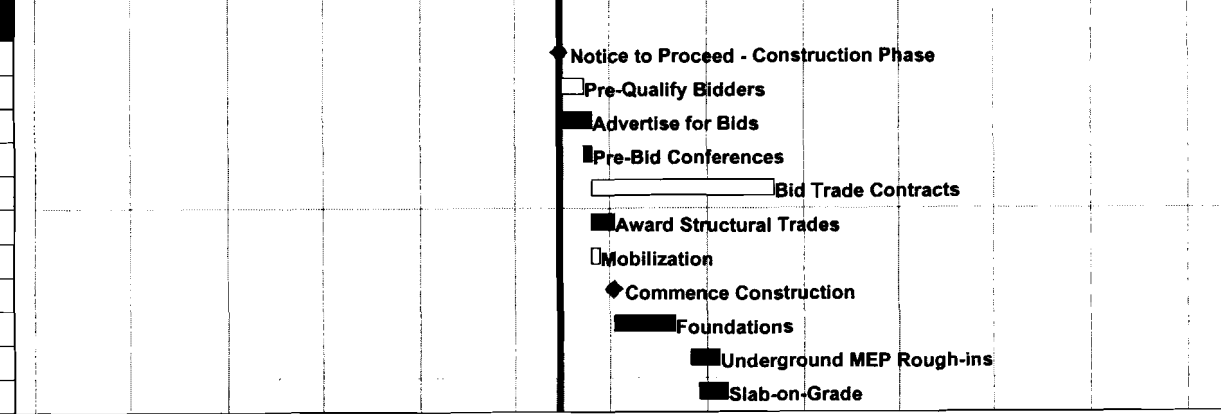 Notice to Proceed - Construction Phase
Pre-Qualify Bidders
Advertise for Bids
Pre-Bid Conferences
Bid Trade Contracts
Award Structural Trades
Mobilization
Commence Construction
Foundations
Underground MEP Rough-ins
Slab-on-Grade